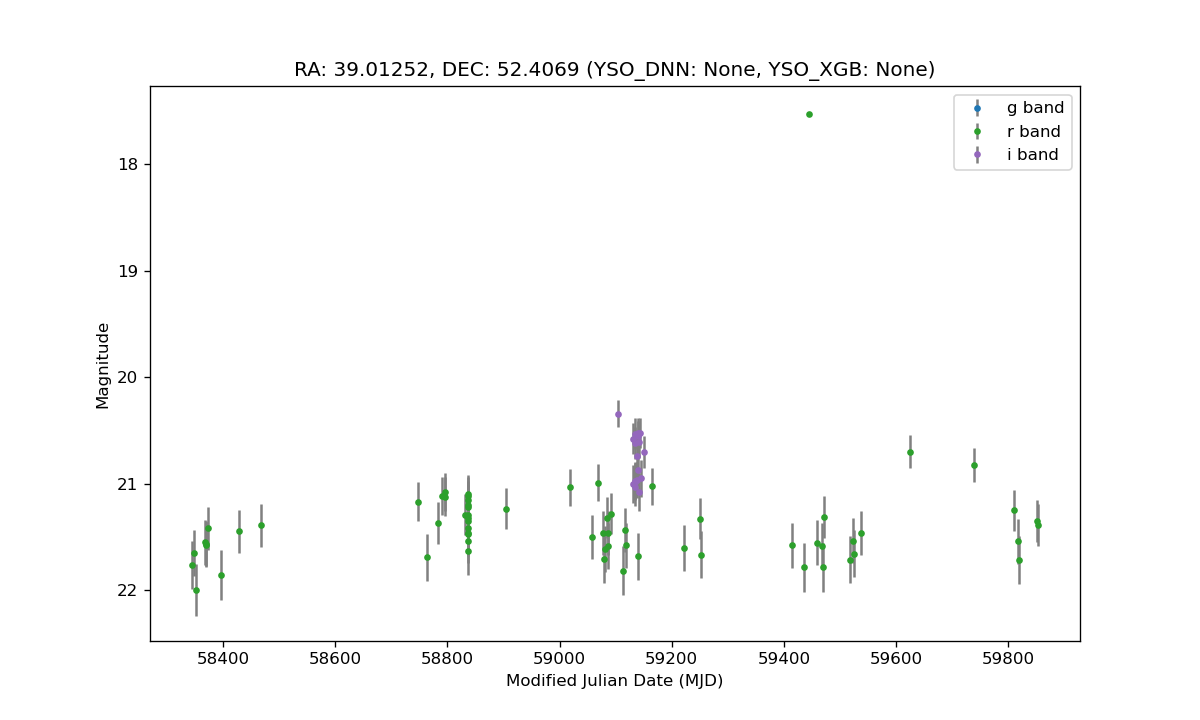 RA: 39.01252, DEC: 52.4069 (YSO_DNN: None, YSO_XGB: None)
g band
r band
i band
18
19
20
21
22
Magnitude
58400
58600
58800
59000
59200
59400
59600
59800
Modified Julian Date (MJD)